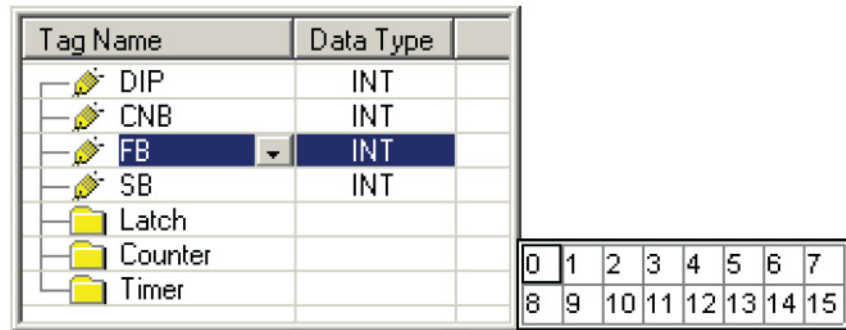 Tag Name Data Type
DIP INT
CNB INT
FB INT
SB INT
Latch
Counter
Timer
0 1 2 3 4 5 6 7
8 9 10 11 12 13 14 15